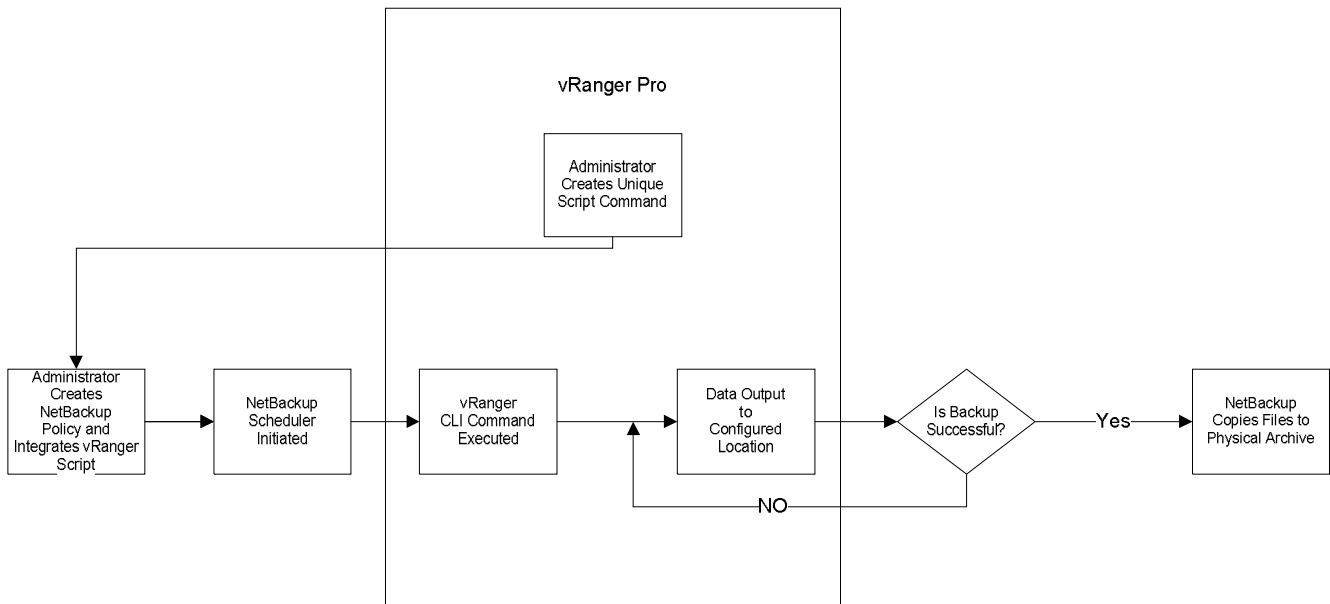 vRanger Pro
Administrator
Creates Unique
Script Command
Administrator
Creates
NetBackup
Policy and
Integrates vRanger
Script
NetBackup
Scheduler
Initiated
vRanger
CLI Command
Executed
Data Output
to
Configured
Location
Is Backup
Successful?
Yes
NetBackup
Copies Files to
Physical Archive
NO